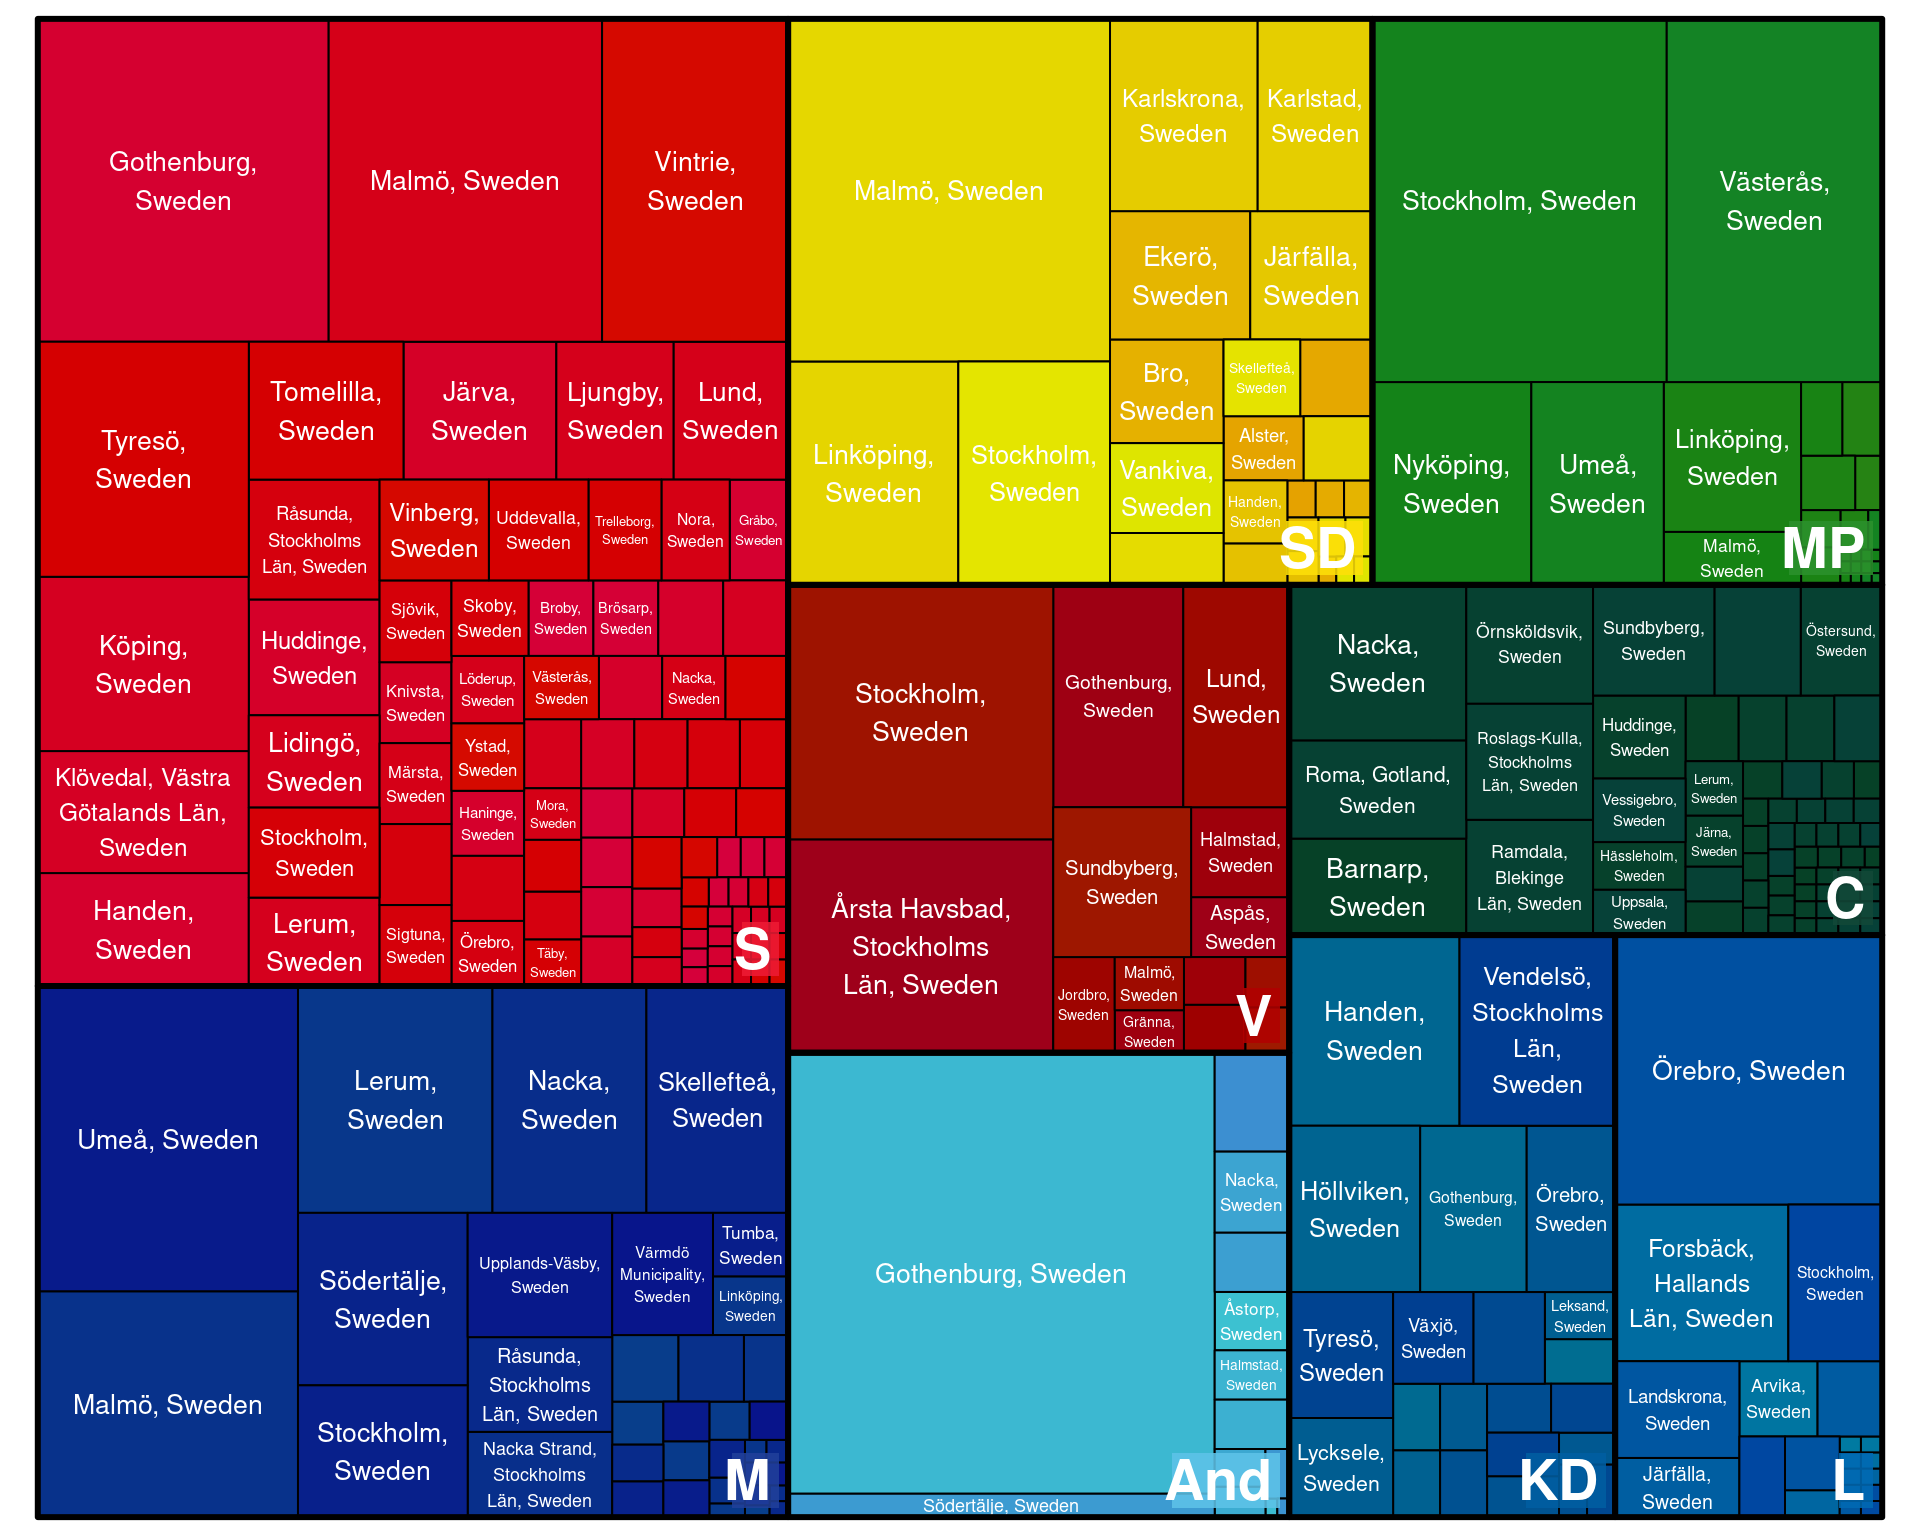 Gothenburg,
Sweden
Malmö, Sweden
Vintrie,
Sweden
Tyresö,
Sweden
Tomelilla,
Sweden
Järva,
Sweden
Ljungby,
Sweden
Lund,
Sweden
Råsunda,
Stockholms
Län, Sweden
Vinberg,
Sweden
Uddevalla,
Sweden
Trelleborg,
Sweden
Nora,
Sweden
Gråbo,
Sweden
Köping,
Sweden
Huddinge,
Sweden
Sjövik,
Sweden
Skoby,
Sweden
Broby,
Sweden
Brösarp,
Sweden
Knivsta,
Sweden
Löderup,
Sweden
Västerås,
Sweden
Nacka,
Sweden
Klövedal, Västra
Götalands Län,
Sweden
Lidingö,
Sweden
Märsta,
Sweden
Ystad,
Sweden
Haninge,
Sweden
Mora,
Sweden
Stockholm,
Sweden
Handen,
Sweden
Lerum,
Sweden
Sigtuna,
Sweden
Örebro,
Sweden
Täby,
Sweden
S
Malmö, Sweden
Karlskrona,
Sweden
Karlstad,
Sweden
Ekerö,
Sweden
Järfälla,
Sweden
Linköping,
Sweden
Stockholm,
Sweden
Bro,
Sweden
Skellefteå,
Sweden
Alster,
Sweden
Vankiva,
Sweden
Handen,
Sweden
SD
Stockholm, Sweden
Västerås,
Sweden
Nyköping,
Sweden
Umeå,
Sweden
Linköping,
Sweden
Malmö,
Sweden
MP
Stockholm,
Sweden
Gothenburg,
Sweden
Lund,
Sweden
Årsta Havsbad,
Stockholms
Län, Sweden
Sundbyberg,
Sweden
Halmstad,
Sweden
Aspås,
Sweden
Jordbro,
Sweden
Malmö,
Sweden
Gränna,
Sweden
V
Nacka,
Sweden
Örnsköldsvik,
Sweden
Sundbyberg,
Sweden
Östersund,
Sweden
Roma, Gotland,
Sweden
Roslags-Kulla,
Stockholms
Län, Sweden
Huddinge,
Sweden
Vessigebro,
Sweden
Lerum,
Sweden
Järna,
Sweden
Barnarp,
Sweden
Ramdala,
Blekinge
Län, Sweden
Hässleholm,
Sweden
Uppsala,
Sweden
C
Umeå, Sweden
Lerum,
Sweden
Nacka,
Sweden
Skellefteå,
Sweden
Malmö, Sweden
Södertälje,
Sweden
Upplands-Väsby,
Sweden
Värmdö
Municipality,
Sweden
Tumba,
Sweden
Linköping,
Sweden
Stockholm,
Sweden
Råsunda,
Stockholms
Län, Sweden
Nacka Strand,
Stockholms
Län, Sweden
M
Gothenburg, Sweden
Nacka,
Sweden
Åstorp,
Sweden
Halmstad,
Sweden
Södertälje, Sweden
And
Handen,
Sweden
Vendelsö,
Stockholms
Län,
Sweden
Höllviken,
Sweden
Gothenburg,
Sweden
Örebro,
Sweden
Tyresö,
Sweden
Växjö,
Sweden
Leksand,
Sweden
Lycksele,
Sweden
KD
Örebro, Sweden
Forsbäck,
Hallands
Län, Sweden
Stockholm,
Sweden
Landskrona,
Sweden
Arvika,
Sweden
Järfälla,
Sweden
L